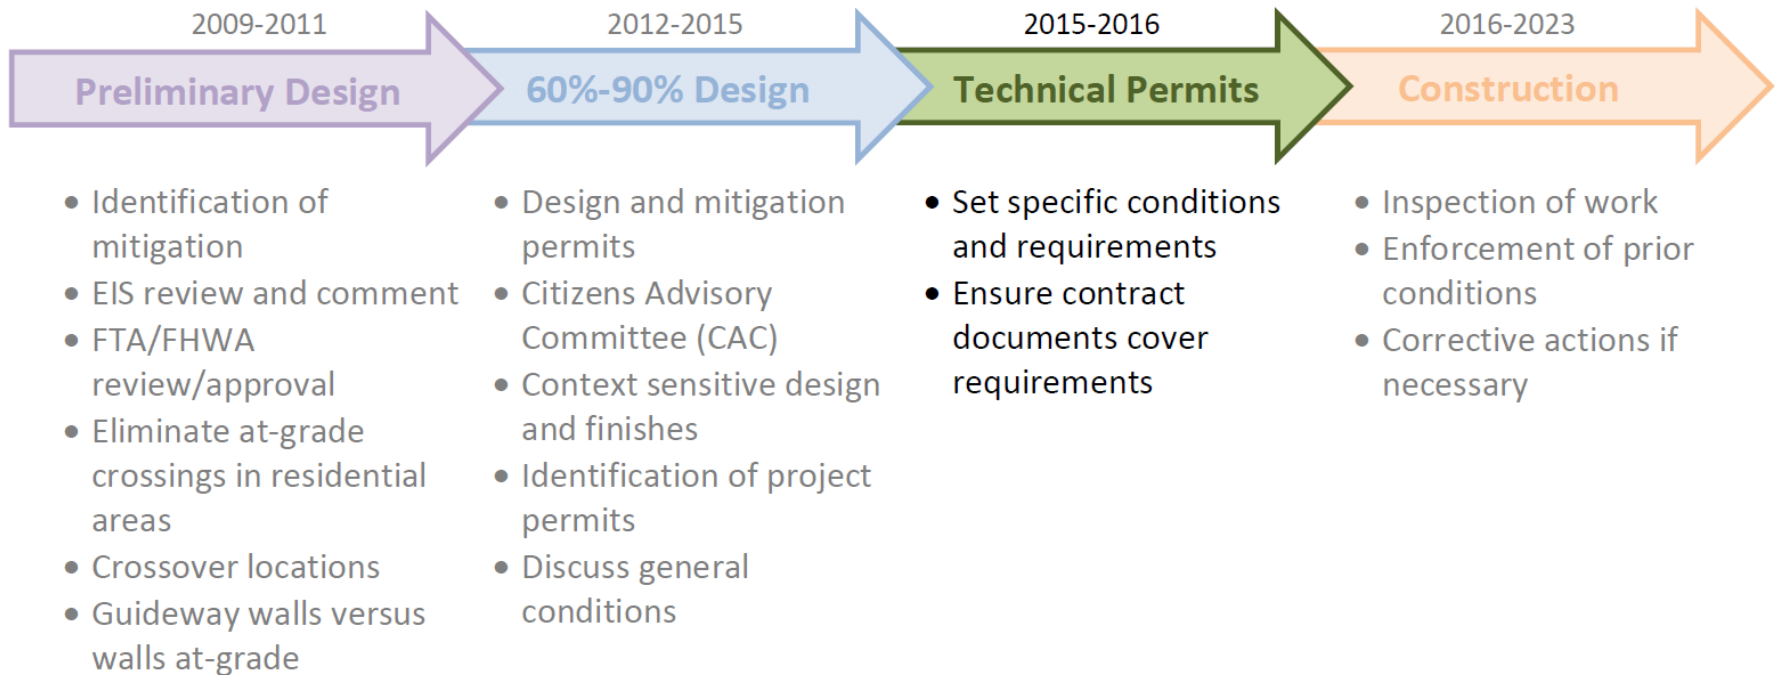 2009-2011
Preliminary Design
• Identification of
mitigation
• EIS review and comment
• FTA/FHWA
review/approval
• Eliminate at-grade
crossings in residential
areas
• Crossover locations
• Guideway walls versus
walls at-grade
2012-2015
60%-90% Design
• Design and mitigation
permits
• Citizens Advisory
Committee (CAC)
• Context sensitive design
and finishes
• Identification of project
permits
• Discuss general
conditions
2015-2016
Technical Permits
• Set specific conditions
and requirements
• Ensure contract
documents cover
requirements
2016-2023
Construction
• Inspection of work
• Enforcement of prior
conditions
• Corrective actions if
necessary